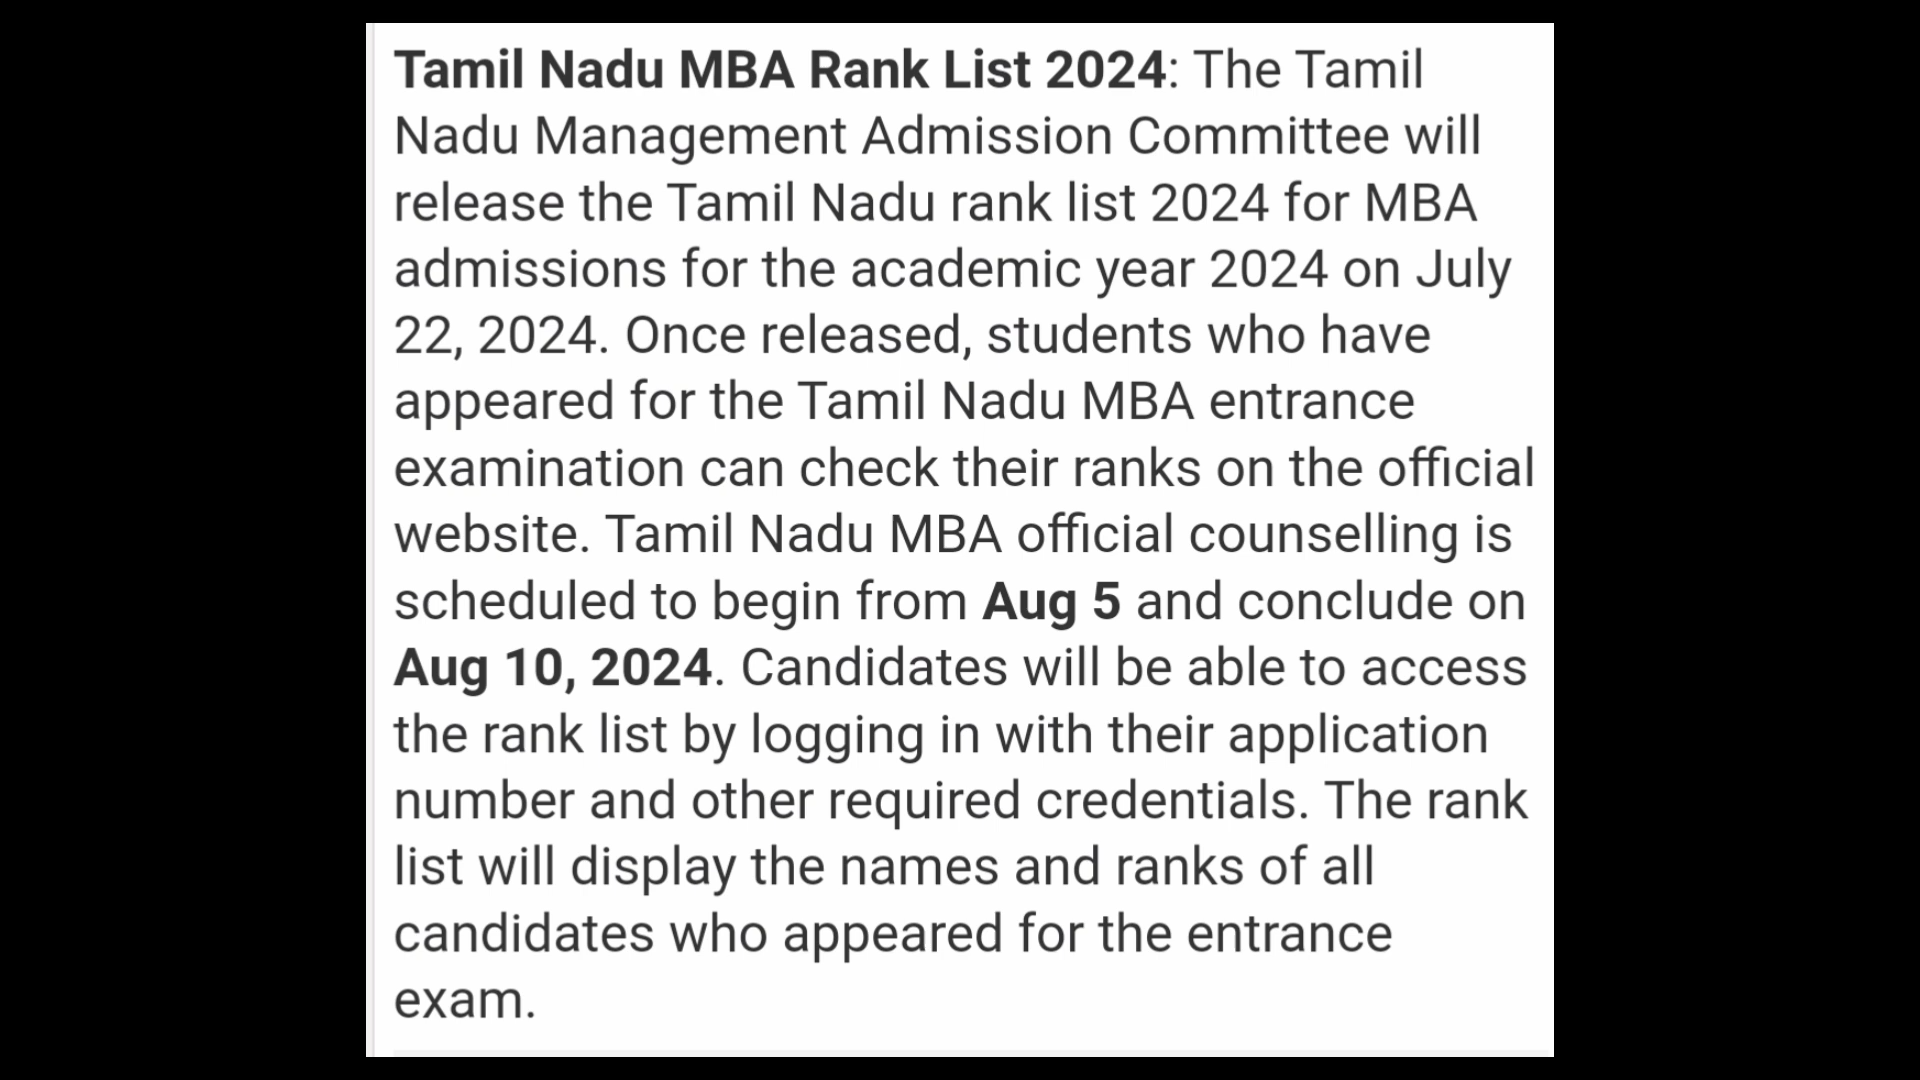 Tamil Nadu MBA Rank List 2024: The Tamil
Nadu Management Admission Committee will
release the Tamil Nadu rank list 2024 for MBA
admissions for the academic year 2024 on July
22, 2024. Once released, students who have
appeared for the Tamil Nadu MBA entrance
examination can check their ranks on the official
website. Tamil Nadu MBA official counselling is
scheduled to begin from Aug 5 and conclude on
Aug 10, 2024. Candidates will be able to access
the rank list by logging in with their application
number and other required credentials. The rank
list will display the names and ranks of all
candidates who appeared for the entrance
exam.